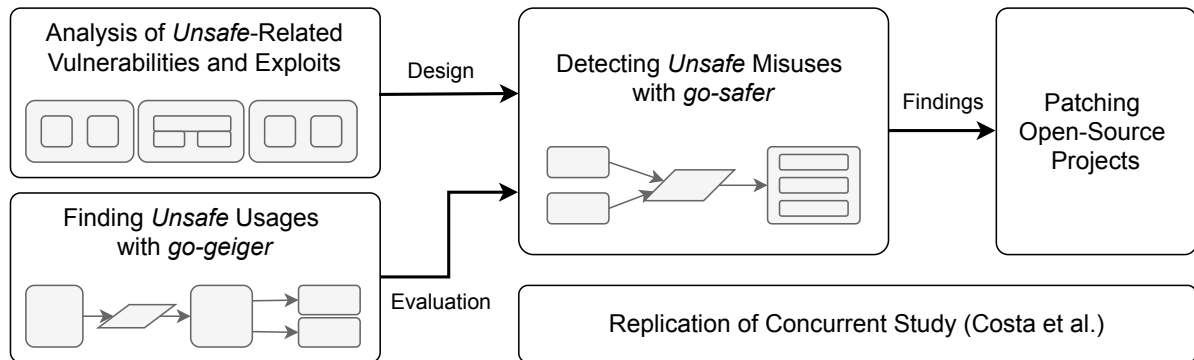 Analysis of Unsafe-Related
Vulnerabilities and Exploits
Design
Detecting Unsafe Misuses
with go-safer
Findings
Patching
Open-Source
Projects
Finding Unsafe Usages
with go-geiger
Evaluation
Replication of Concurrent Study (Costa et al.)